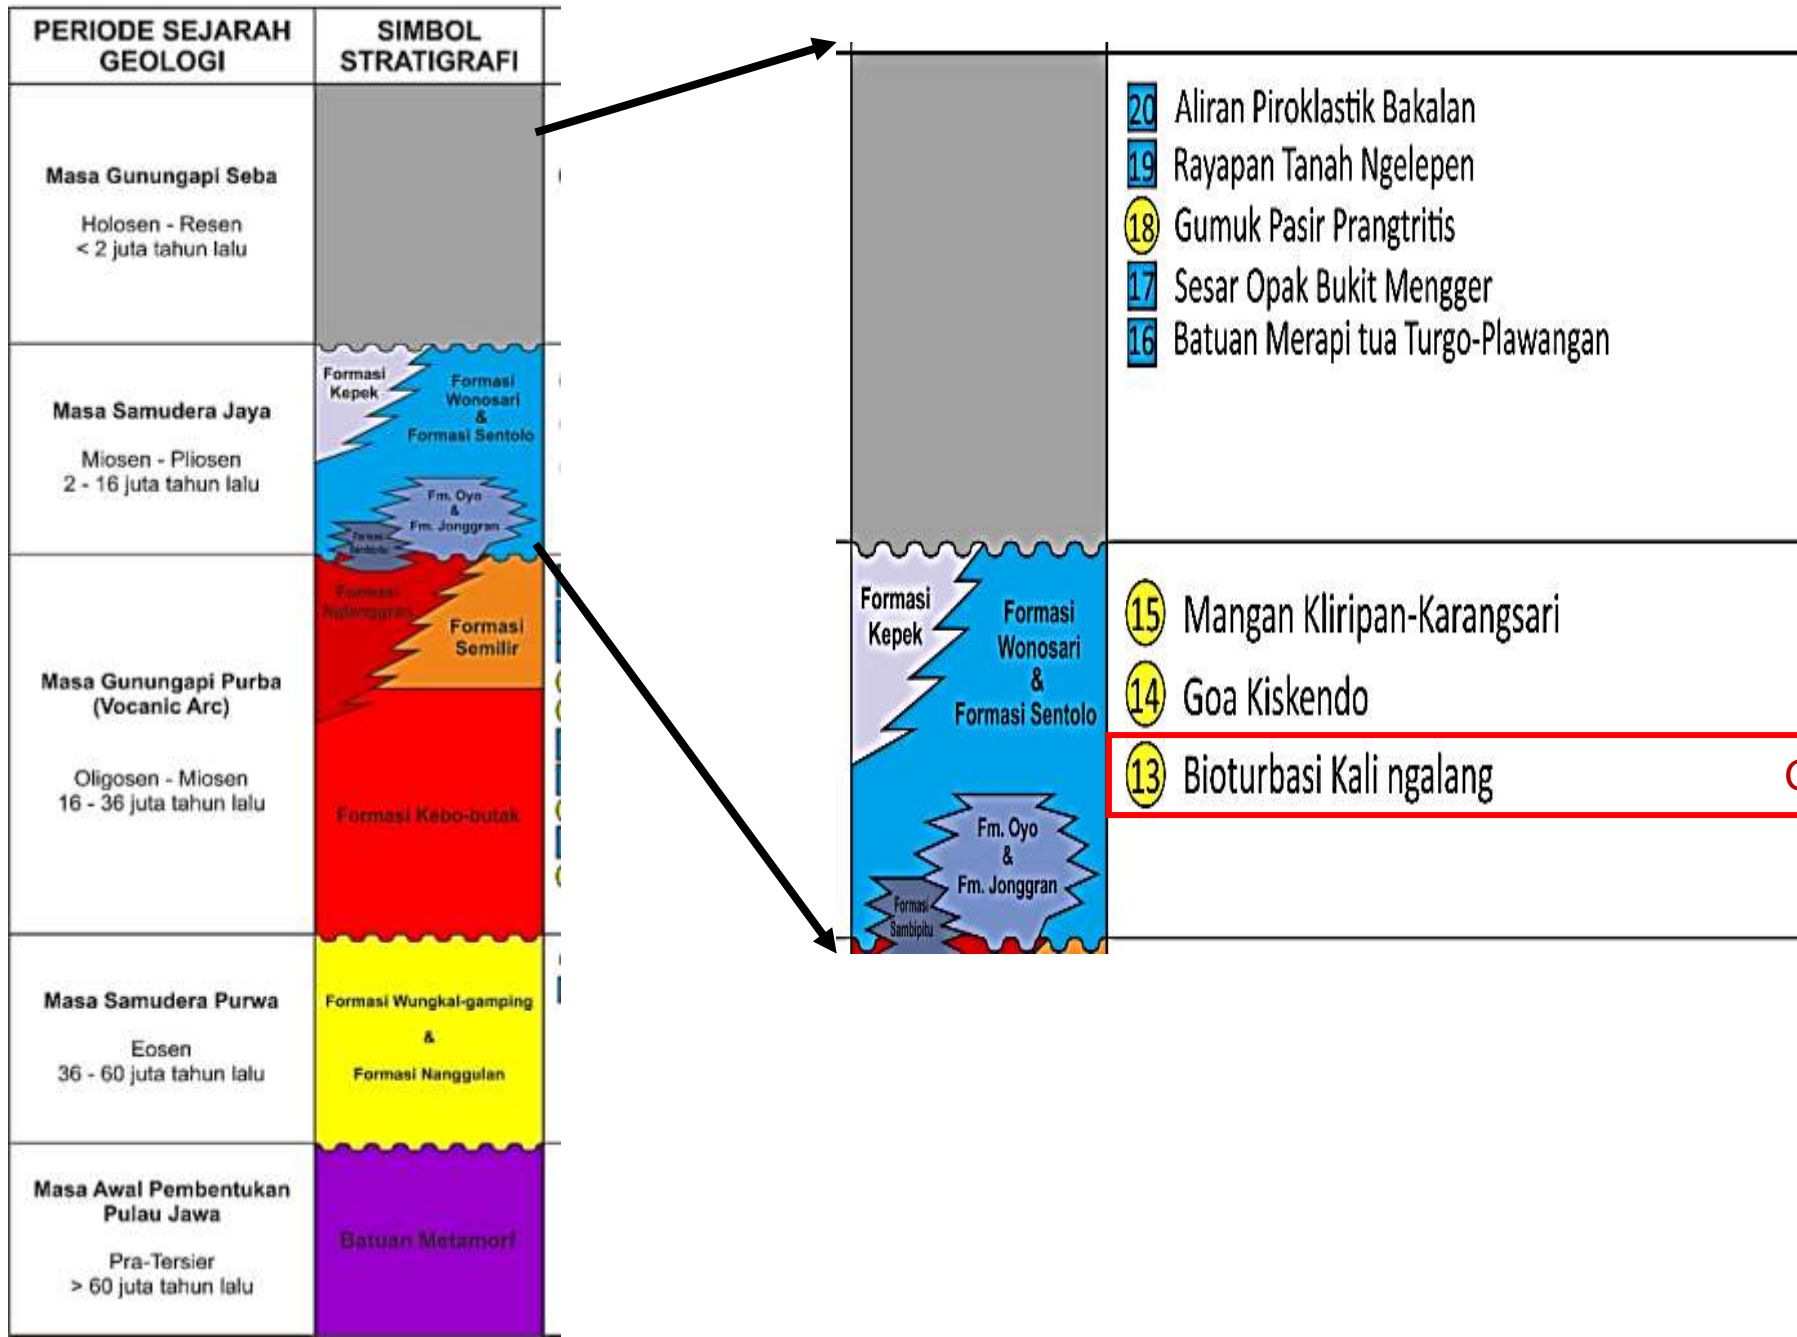 PERIODE SEJARAH
GEOLOGI
SIMBOL
STRATIGRAFI
Masa Gunungapi Seba
Holosen - Resen
< 2 juta tahun lalu
Masa Samudera Jaya
Miosen - Pliosen
2 - 16 juta tahun lalu
Formasi
Kepek
Formasi
Wonosari
&
Formasi Sentolo
Fm. Oyo
&
Fm. Jonggran
Masa Gunungapi Purba
(Vocanic Arc)
Oligosen - Miosen
16 - 36 juta tahun lalu
Formasi
Nglanggran
Formasi
Semilir
Formasi Kebo-butak
Masa Samudera Purwa
Eosen
36 - 60 juta tahun lalu
Formasi Wungkal-gamping
&
Formasi Nanggulan
Masa Awal Pembentukan
Pulau Jawa
Pra-Tersier
> 60 juta tahun lalu
Batuan Metamorf
20 Aliran Piroklastik Bakalan
19 Rayapan Tanah Ngelepen
18 Gumuk Pasir Prangtritis
17 Sesar Opak Bukit Mengger
16 Batuan Merapi tua Turgo-Plawangan
Formasi
Kepek
Formasi
Wonosari
&
Formasi Sentolo
Fm. Oyo
&
Fm. Jonggran
Formasi
Sambipitu
15 Mangan Kliripan-Karangsari
14 Goa Kiskendo
13 Bioturbasi Kali ngalang